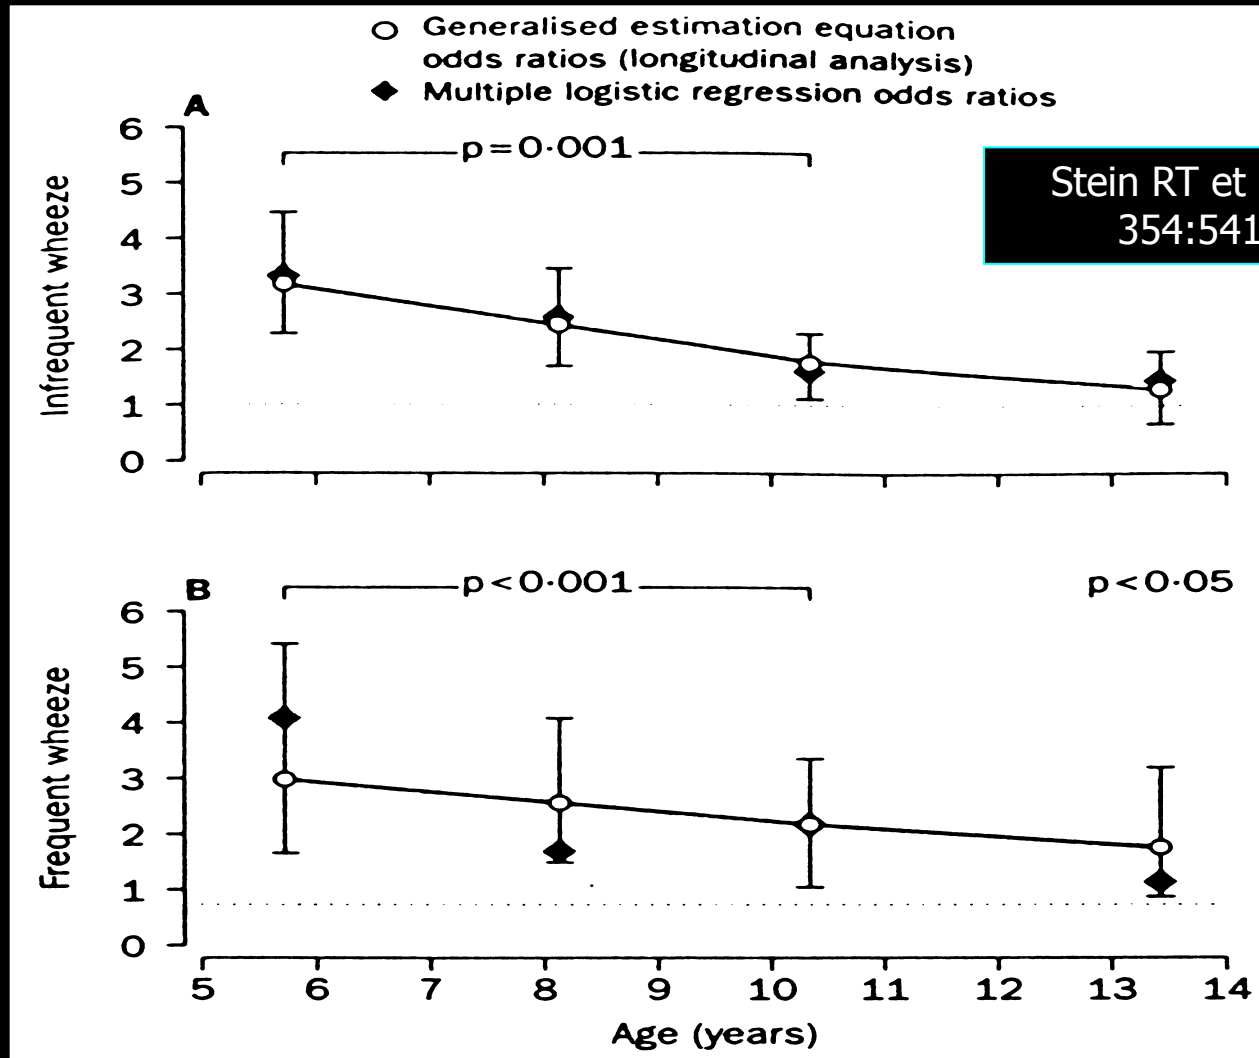 Generalised estimation equation
odds ratios (longitudinal analysis)
Multiple logistic regression odds ratios
A
p=0·001
Stein RT et
354:541
Infrequent wheeze
6
5
4
3
2
1
0
B
p<0·001
p<0·05
Frequent wheeze
6
5
4
3
2
1
0
5 6 7 8 9 10 11 12 13 14
Age (years)